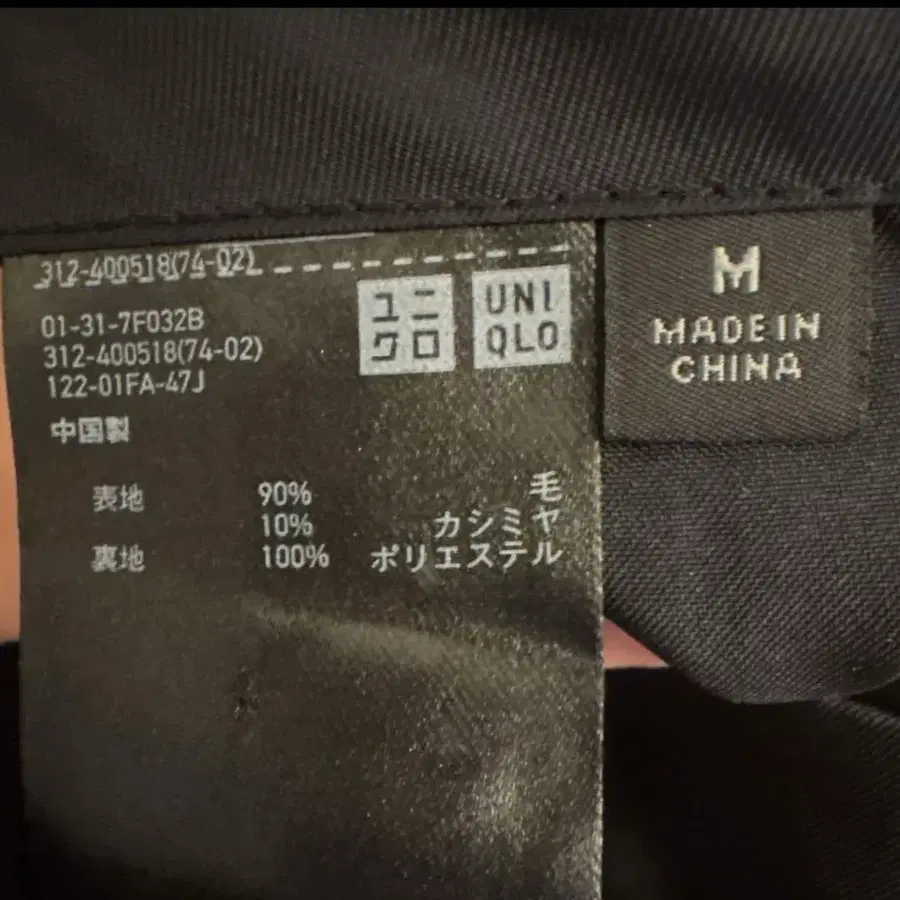 312-400518(74-02)
01-31-7F032B
312-400518(74-02)
122-01FA-47J
中国製
ユニ
クロ
UNI
QLO
表地 90% 毛
10% カシミヤ
裏地 100% ポリエステル
M
MADE IN
CHINA